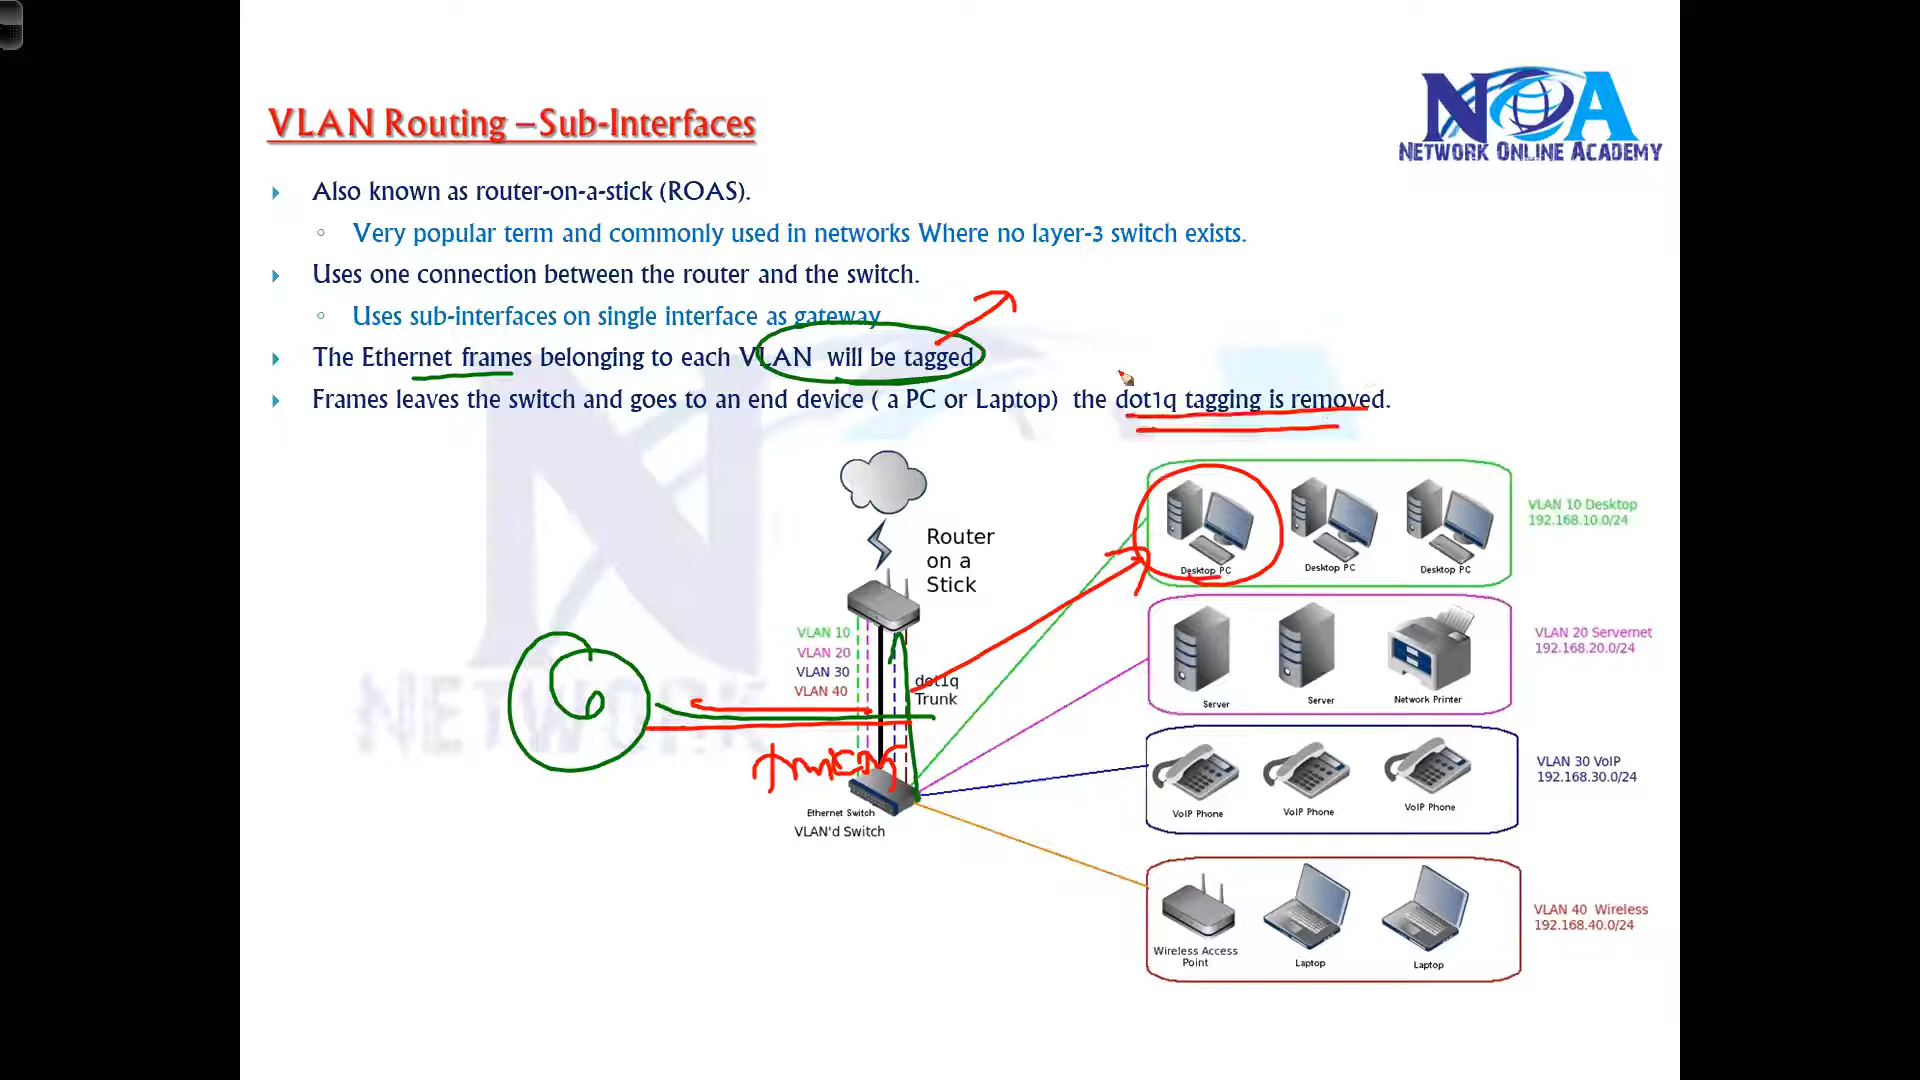 NOA
NETWORK ONLINE ACADEMY
VLAN Routing –Sub-Interfaces
Also known as router-on-a-stick (ROAS).
Very popular term and commonly used in networks Where no layer-3 switch exists.
Uses one connection between the router and the switch.
Uses sub-interfaces on single interface as gateway
The Ethernet frames belonging to each VLAN will be tagged
Frames leaves the switch and goes to an end device ( a PC or Laptop) the dot1q tagging is removed.
Router
on a
Stick
VLAN 10
VLAN 20
VLAN 30
VLAN 40
dot1q
Trunk
Ethernet Switch
VLAN'd Switch
Desktop PC
Desktop PC
Desktop PC
VLAN 10 Desktop
192.168.10.0/24
Server
Server
Network Printer
VLAN 20 Servernet
192.168.20.0/24
VoIP Phone
VoIP Phone
VoIP Phone
VLAN 30 VoIP
192.168.30.0/24
Wireless Access
Point
Laptop
Laptop
VLAN 40 Wireless
192.168.40.0/24
NETWORK